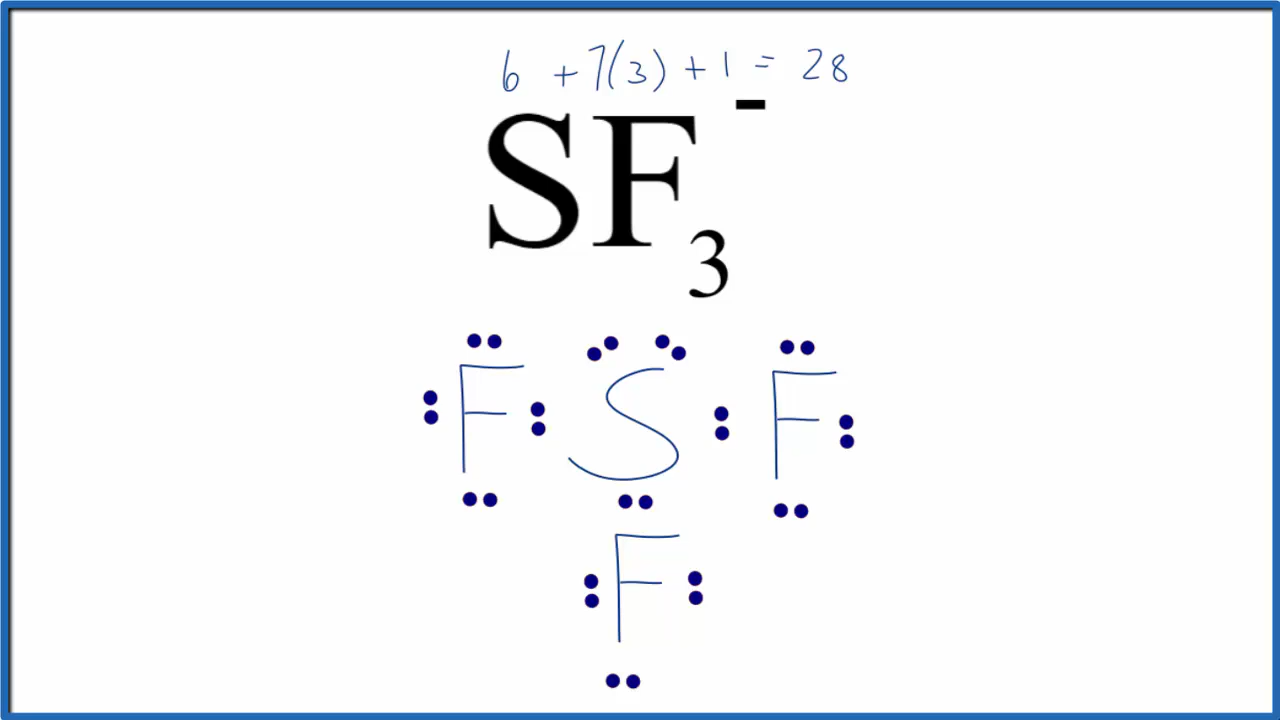 6 + 7(3) + 1 = 28
SF₃⁻
F S F
F